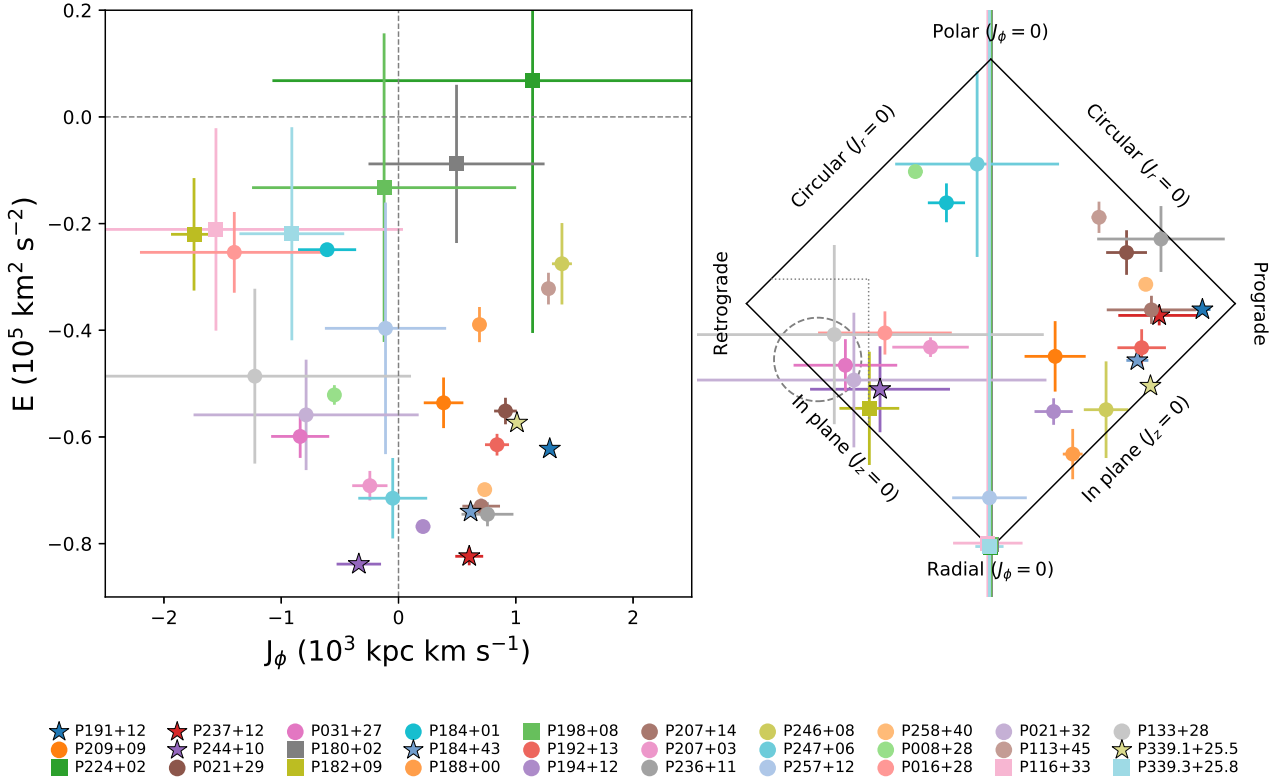 0.2
0.0
−0.2
−0.4
−0.6
−0.8
E (10⁵ km² s⁻²)
−2
−1
0
1
2
J_ϕ (10³ kpc km s⁻¹)
Polar (J_ϕ = 0)
Circular (J_r = 0)
Circular (J_r = 0)
Retrograde
Prograde
In plane (J_z = 0)
In plane (J_z = 0)
Radial (J_ϕ = 0)
P191+12 P237+12 P031+27 P184+01 P198+08 P207+14 P246+08 P258+40 P021+32 P133+28
P209+09 P244+10 P180+02 P184+43 P192+13 P207+03 P247+06 P008+28 P113+45 P339.1+25.5
P224+02 P021+29 P182+09 P188+00 P194+12 P236+11 P257+12 P016+28 P116+33 P339.3+25.8